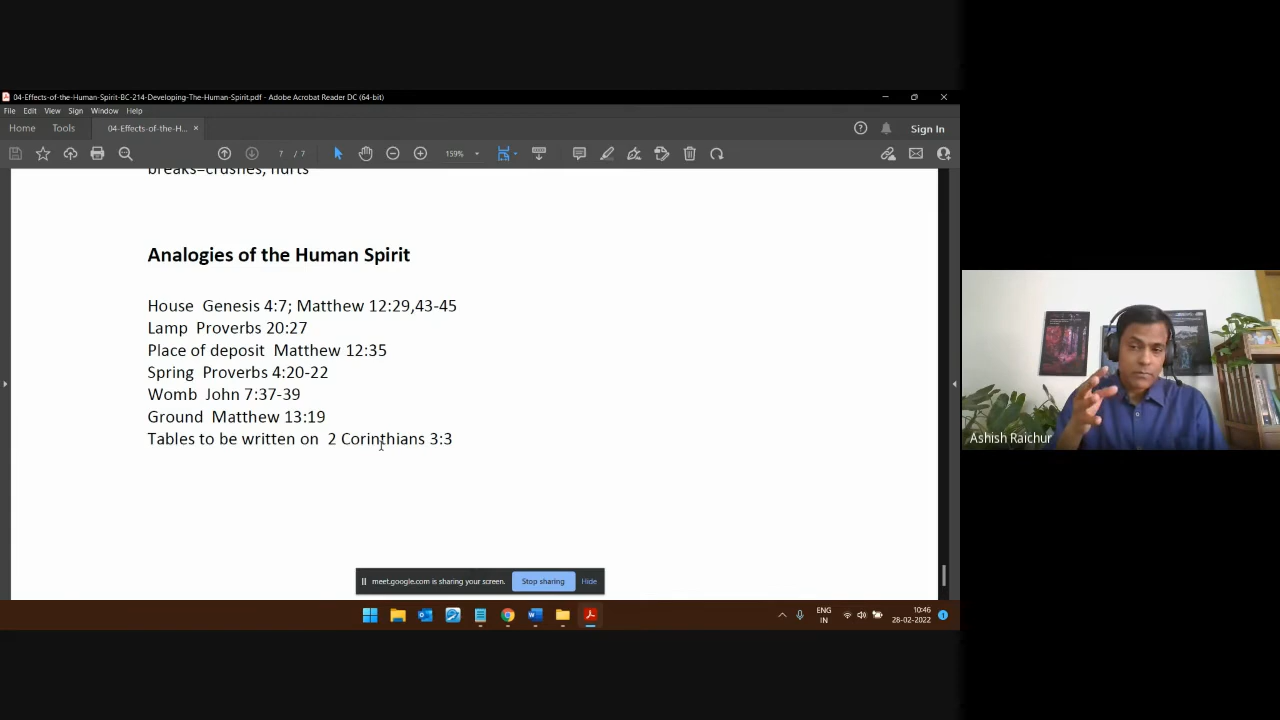 04-Effects-of-the-Human-Spirit-BC-214-Developing-The-Human-Spirit.pdf - Adobe Acrobat Reader DC (64-bit)
File Edit View Sign Window Help
Home Tools 04-Effects-of-the-H... × Sign In
7 / 7 159%
breaks=crushes, hurts
Analogies of the Human Spirit
House Genesis 4:7; Matthew 12:29,43-45
Lamp Proverbs 20:27
Place of deposit Matthew 12:35
Spring Proverbs 4:20-22
Womb John 7:37-39
Ground Matthew 13:19
Tables to be written on 2 Corinthians 3:3
Ashish Raichur
meet.google.com is sharing your screen. Stop sharing Hide
ENG
IN
10:46
28-02-2022
1